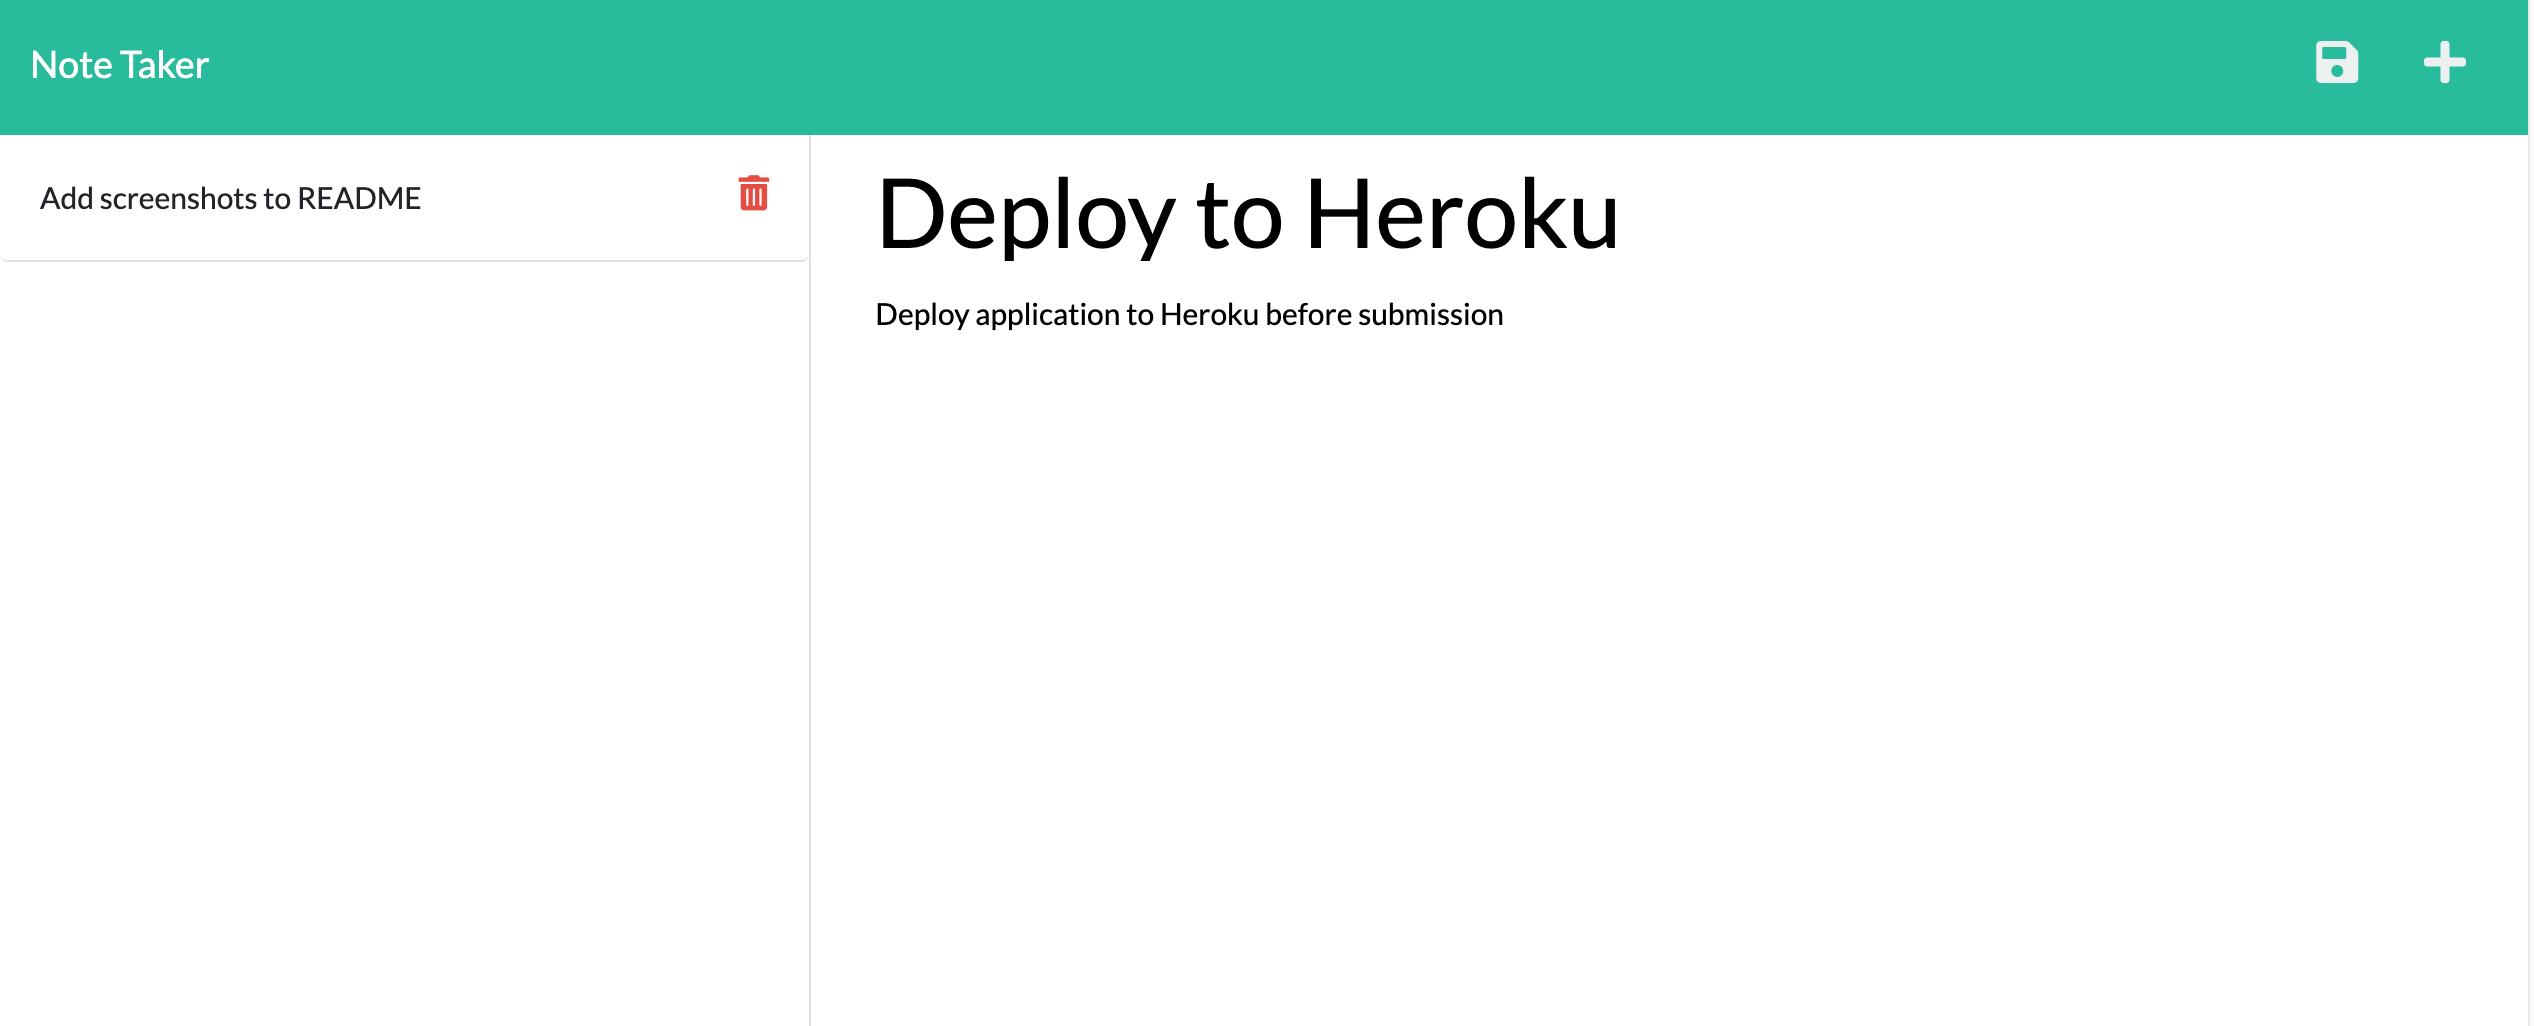 Note Taker
Add screenshots to README
Deploy to Heroku
Deploy application to Heroku before submission